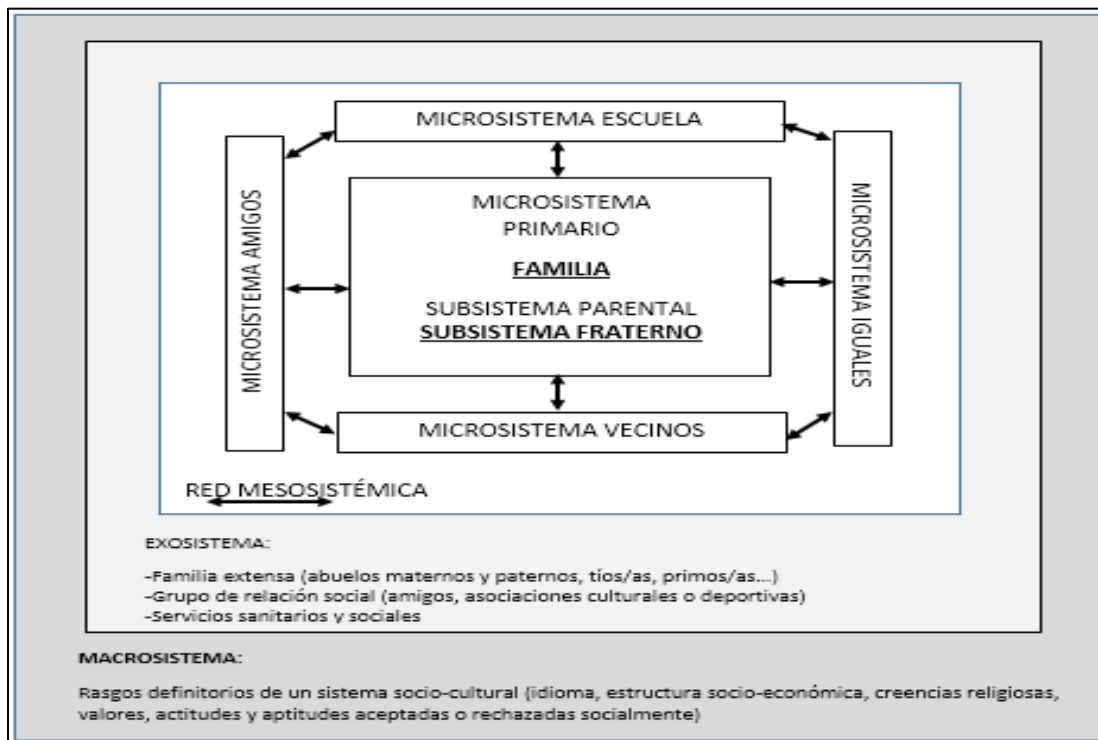 MICROSISTEMA ESCUELA
MICROSISTEMA AMIGOS
MICROSISTEMA
PRIMARIO
FAMILIA
SUBSISTEMA PARENTAL
SUBSISTEMA FRATERNO
MICROSISTEMA IGUALES
MICROSISTEMA VECINOS
RED MESOSISTÉMICA
EXOSISTEMA:
-Familia extensa (abuelos maternos y paternos, tíos/as, primos/as...)
-Grupo de relación social (amigos, asociaciones culturales o deportivas)
-Servicios sanitarios y sociales
MACROSISTEMA:
Rasgos definitorios de un sistema socio-cultural (idioma, estructura socio-económica, creencias religiosas,
valores, actitudes y aptitudes aceptadas o rechazadas socialmente)